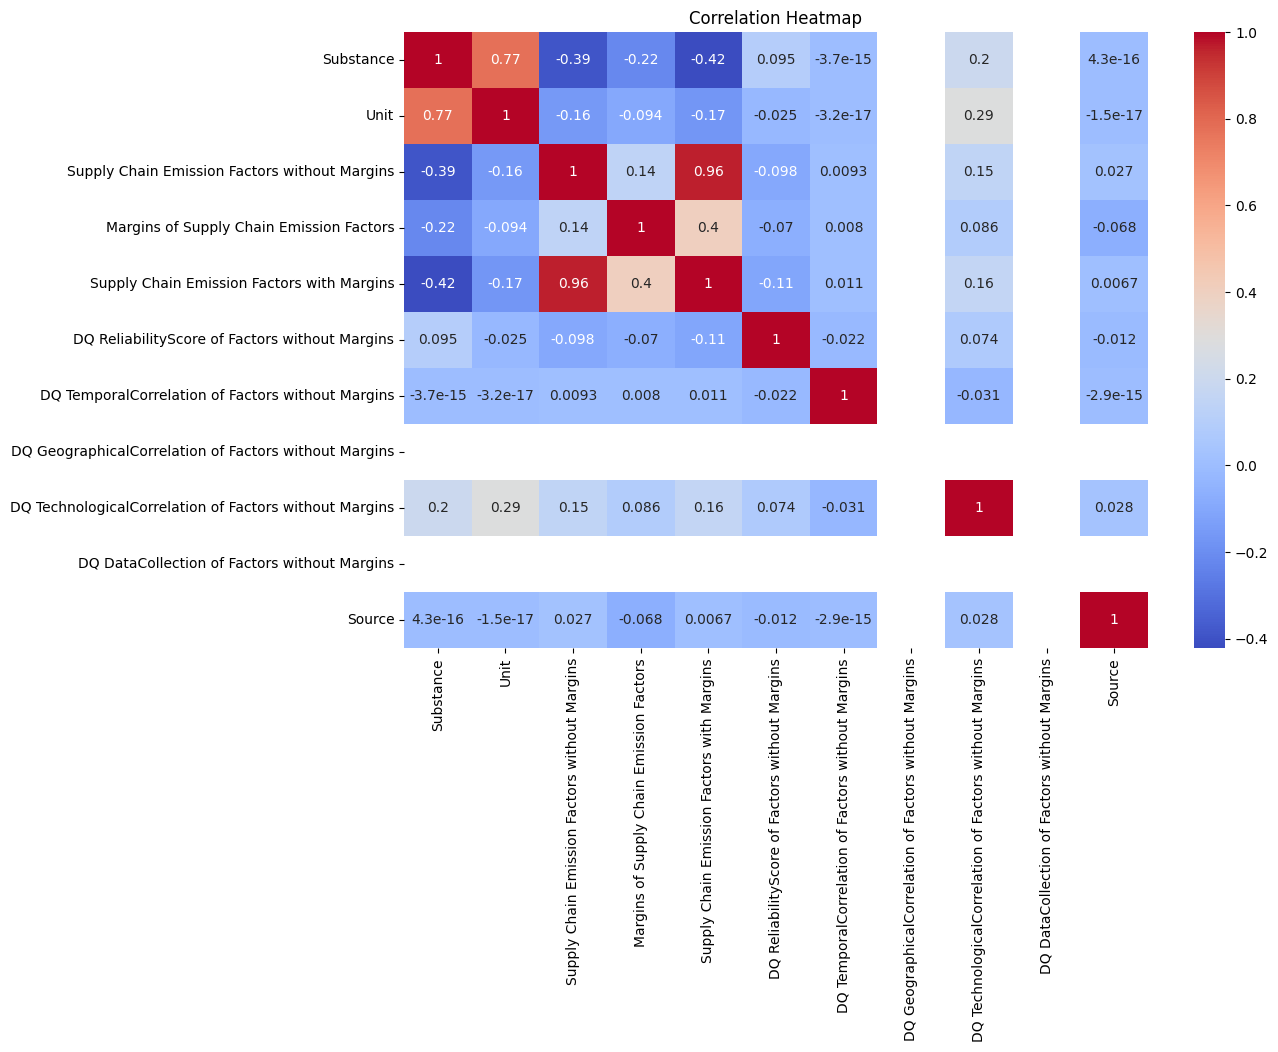 Correlation Heatmap
Substance 1 0.77 -0.39 -0.22 -0.42 0.095 -3.7e-15 0.2 4.3e-16
Unit 0.77 1 -0.16 -0.094 -0.17 -0.025 -3.2e-17 0.29 -1.5e-17
Supply Chain Emission Factors without Margins -0.39 -0.16 1 0.14 0.96 -0.098 0.0093 0.15 0.027
Margins of Supply Chain Emission Factors -0.22 -0.094 0.14 1 0.4 -0.07 0.008 0.086 -0.068
Supply Chain Emission Factors with Margins -0.42 -0.17 0.96 0.4 1 -0.11 0.011 0.16 0.0067
DQ ReliabilityScore of Factors without Margins 0.095 -0.025 -0.098 -0.07 -0.11 1 -0.022 0.074 -0.012
DQ TemporalCorrelation of Factors without Margins -3.7e-15 -3.2e-17 0.0093 0.008 0.011 -0.022 1 -0.031 -2.9e-15
DQ GeographicalCorrelation of Factors without Margins
DQ TechnologicalCorrelation of Factors without Margins 0.2 0.29 0.15 0.086 0.16 0.074 -0.031 1 0.028
DQ DataCollection of Factors without Margins
Source 4.3e-16 -1.5e-17 0.027 -0.068 0.0067 -0.012 -2.9e-15 0.028 1
Substance
Unit
Supply Chain Emission Factors without Margins
Margins of Supply Chain Emission Factors
Supply Chain Emission Factors with Margins
DQ ReliabilityScore of Factors without Margins
DQ TemporalCorrelation of Factors without Margins
DQ GeographicalCorrelation of Factors without Margins
DQ TechnologicalCorrelation of Factors without Margins
DQ DataCollection of Factors without Margins
Source
1.0
0.8
0.6
0.4
0.2
0.0
−0.2
−0.4